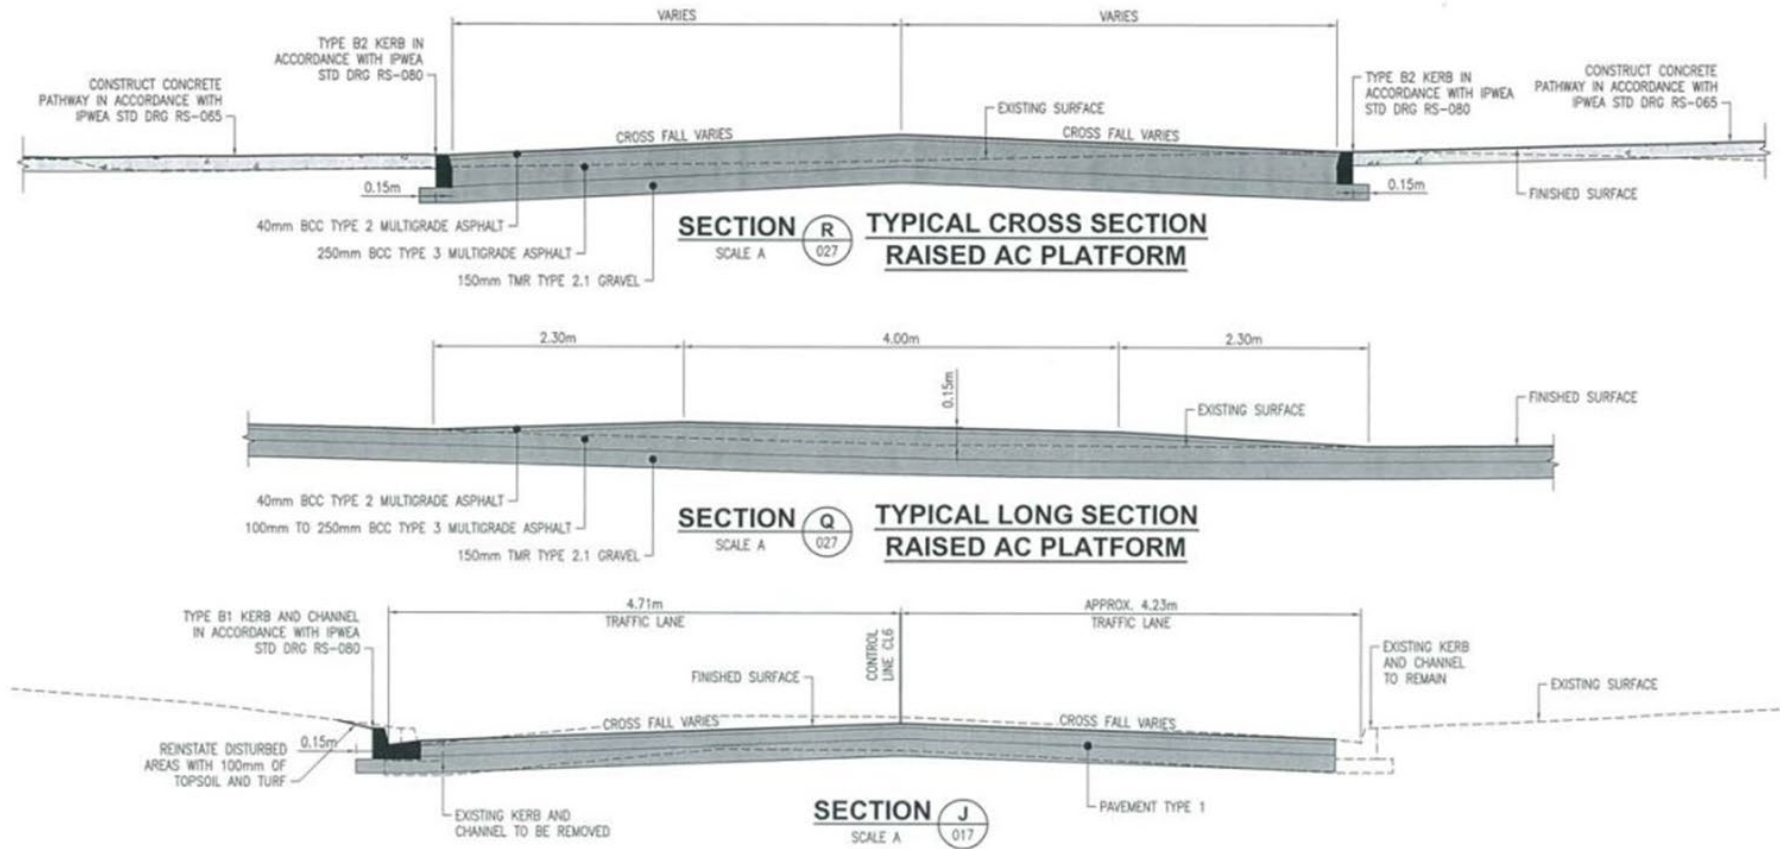 VARIES
VARIES
TYPE B2 KERB IN
ACCORDANCE WITH IPWEA
STD DRG RS-080
CONSTRUCT CONCRETE
PATHWAY IN ACCORDANCE WITH
IPWEA STD DRG RS-065
EXISTING SURFACE
TYPE B2 KERB IN
ACCORDANCE WITH IPWEA
STD DRG RS-080
CONSTRUCT CONCRETE
PATHWAY IN ACCORDANCE WITH
IPWEA STD DRG RS-065
CROSS FALL VARIES
CROSS FALL VARIES
0.15m
0.15m
FINISHED SURFACE
40mm BCC TYPE 2 MULTIGRADE ASPHALT
250mm BCC TYPE 3 MULTIGRADE ASPHALT
150mm TMR TYPE 2.1 GRAVEL
SECTION R TYPICAL CROSS SECTION
SCALE A 027 RAISED AC PLATFORM
2.30m
4.00m
2.30m
0.15m
EXISTING SURFACE
FINISHED SURFACE
40mm BCC TYPE 2 MULTIGRADE ASPHALT
100mm TO 250mm BCC TYPE 3 MULTIGRADE ASPHALT
150mm TMR TYPE 2.1 GRAVEL
SECTION Q TYPICAL LONG SECTION
SCALE A 027 RAISED AC PLATFORM
4.71m
TRAFFIC LANE
APPROX. 4.23m
TRAFFIC LANE
TYPE B1 KERB AND CHANNEL
IN ACCORDANCE WITH IPWEA
STD DRG RS-080
CONTROL
LINE CL6
FINISHED SURFACE
EXISTING KERB
AND CHANNEL
TO REMAIN
EXISTING SURFACE
CROSS FALL VARIES
CROSS FALL VARIES
0.15m
REINSTATE DISTURBED
AREAS WITH 100mm OF
TOPSOIL AND TURF
EXISTING KERB AND
CHANNEL TO BE REMOVED
PAVEMENT TYPE 1
SECTION J
SCALE A 017